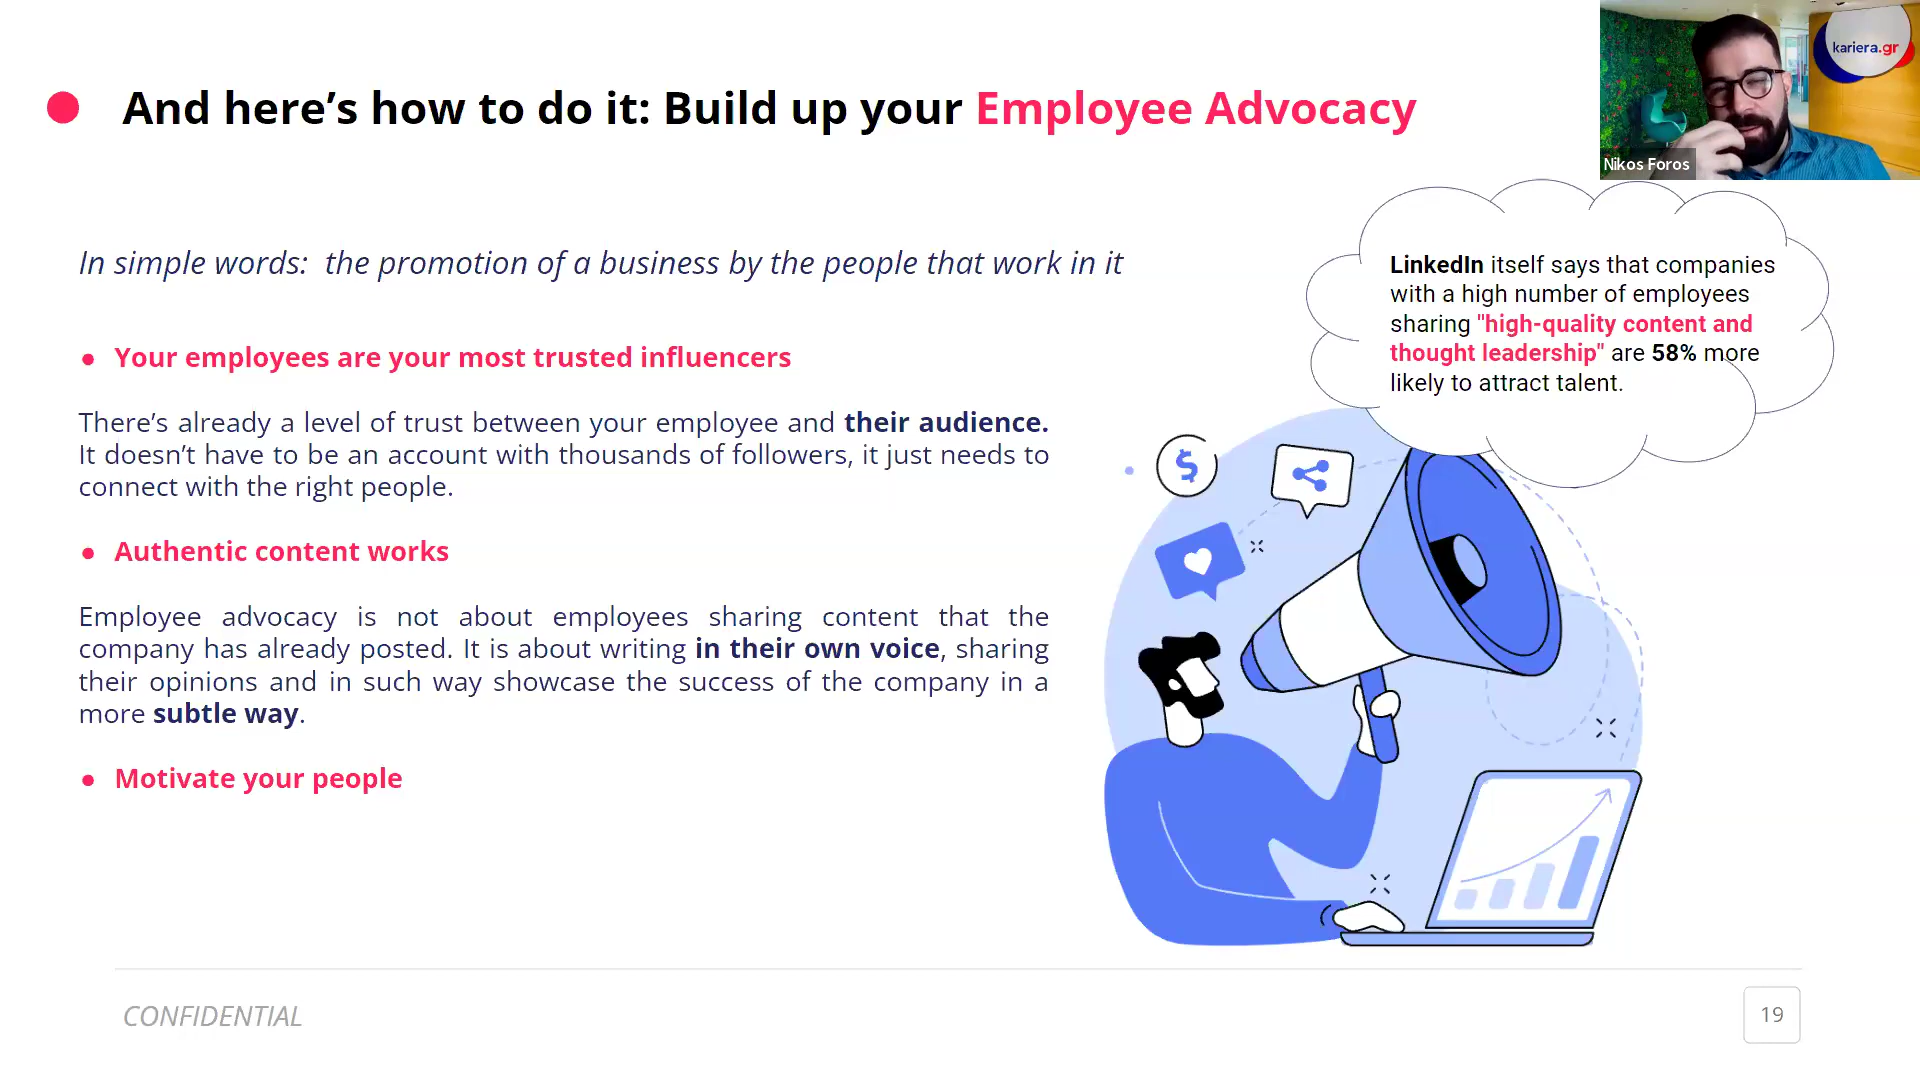 And here’s how to do it: Build up your Employee Advocacy
kariera.gr
Nikos Foros
In simple words:  the promotion of a business by the people that work in it
LinkedIn itself says that companies
with a high number of employees
sharing "high-quality content and
thought leadership" are 58% more
likely to attract talent.
● Your employees are your most trusted influencers
There’s already a level of trust between your employee and their audience.
It doesn’t have to be an account with thousands of followers, it just needs to
connect with the right people.
● Authentic content works
Employee advocacy is not about employees sharing content that the
company has already posted. It is about writing in their own voice, sharing
their opinions and in such way showcase the success of the company in a
more subtle way.
● Motivate your people
$
CONFIDENTIAL
19